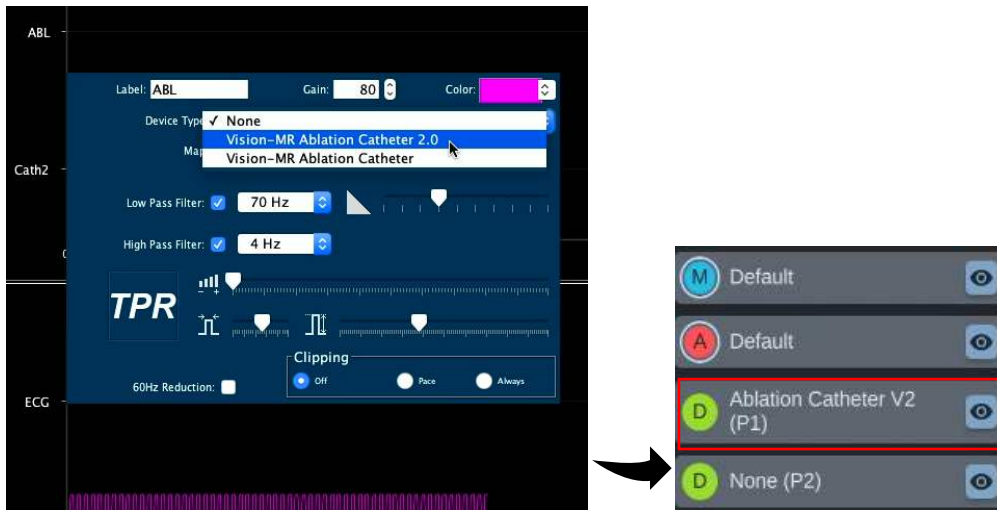 ABL
Label: ABL Gain: 80 Color:
Device Type ✓ None
Vision-MR Ablation Catheter 2.0
Map
Vision-MR Ablation Catheter
Cath2
Low Pass Filter: 70 Hz
High Pass Filter: 4 Hz
- +
TPR
Clipping
Off Pace Always
60Hz Reduction:
ECG
M Default
A Default
D Ablation Catheter V2
(P1)
D None (P2)